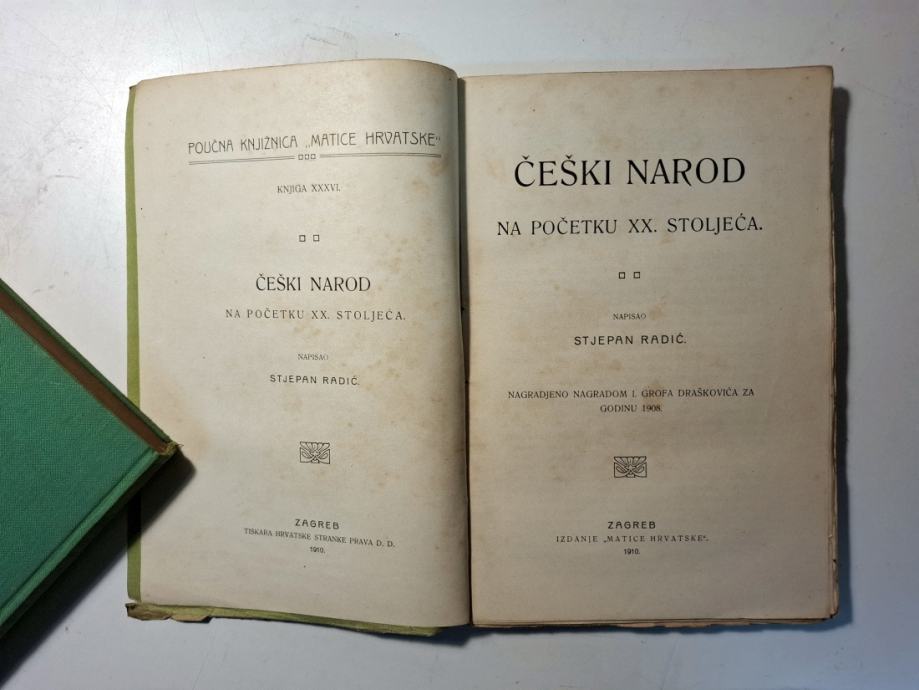 POUČNA KNJIŽNICA „MATICE HRVATSKE“
KNJIGA XXXVI.
ČEŠKI NAROD
NA POČETKU XX. STOLJEĆA.
NAPISAO
STJEPAN RADIĆ.
ZAGREB
TISKARA HRVATSKE STRANKE PRAVA D. D.
1910.
ČEŠKI NAROD
NA POČETKU XX. STOLJEĆA.
NAPISAO
STJEPAN RADIĆ.
NAGRADJENO NAGRADOM I. GROFA DRAŠKOVIĆA ZA
GODINU 1908.
ZAGREB
IZDANJE „MATICE HRVATSKE“.
1910.